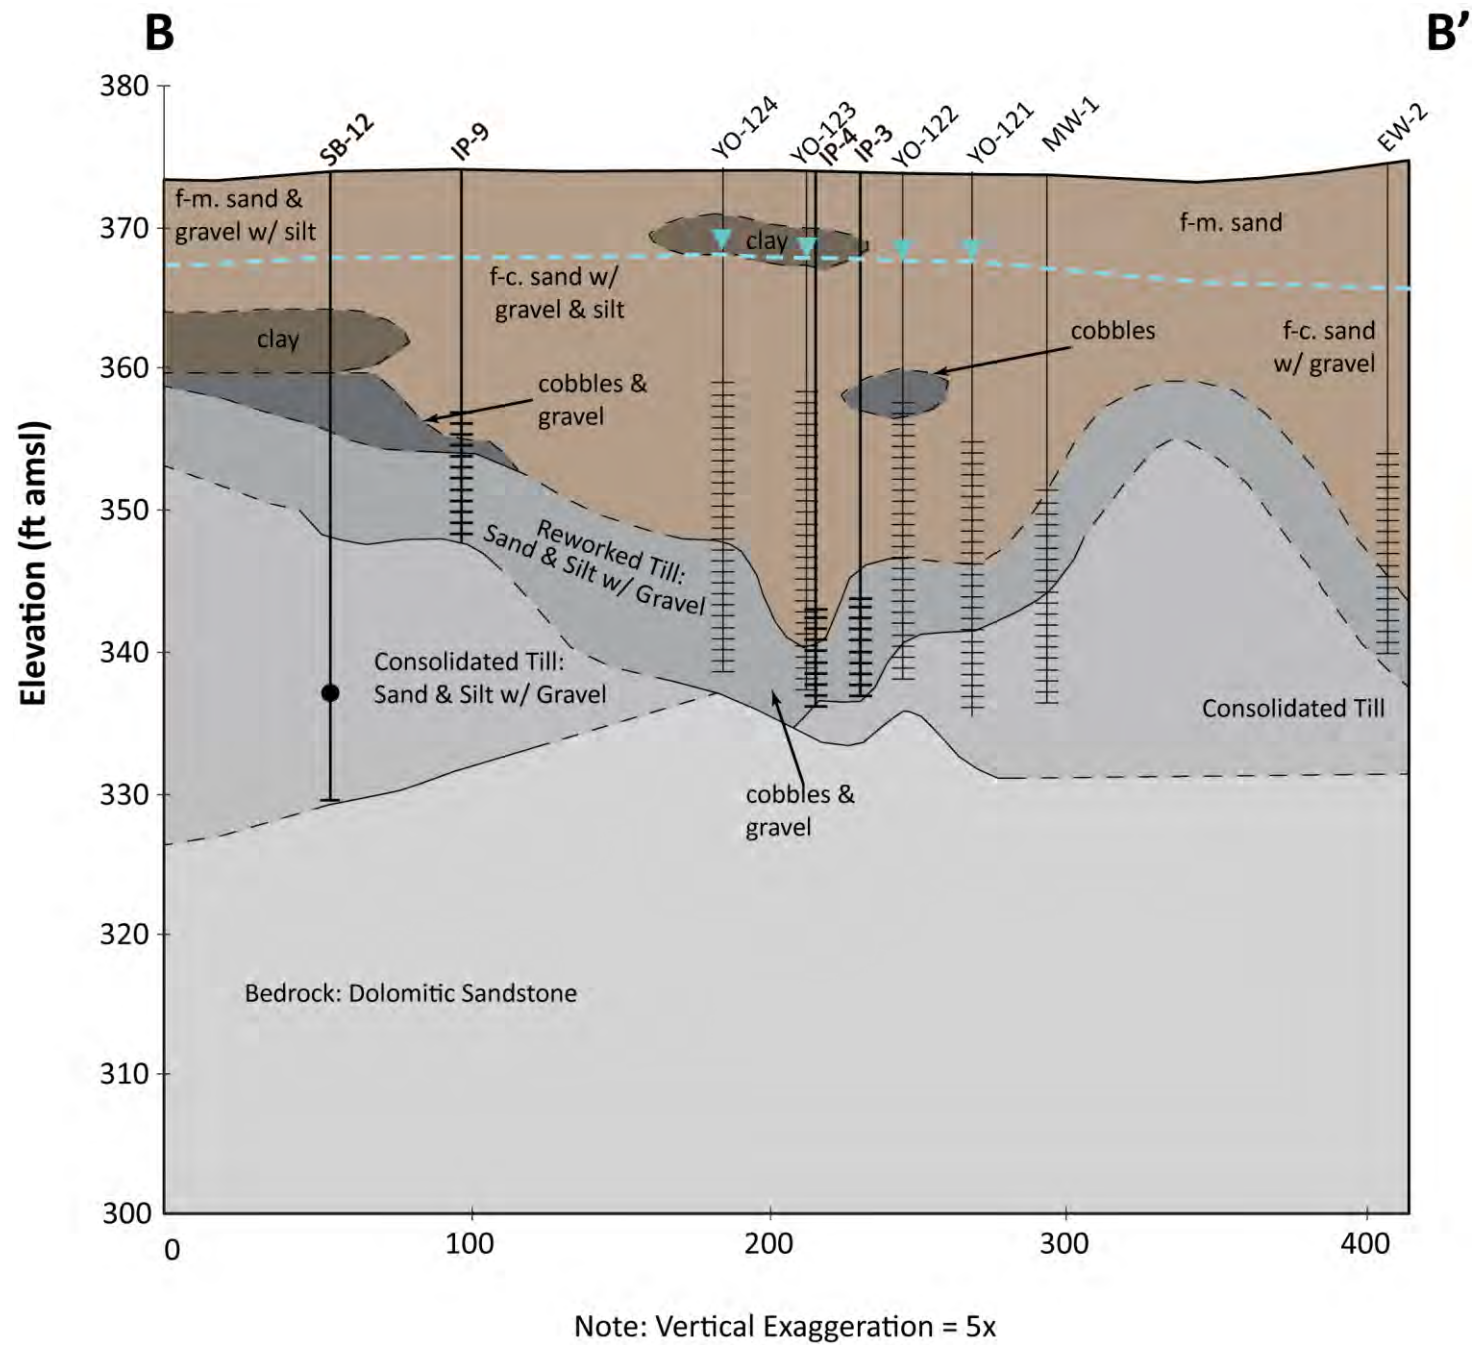 B
B’
380
370
360
350
340
330
320
310
300
Elevation (ft amsl)
SB-12
IP-9
YO-124
YO-123
IP-4
IP-3
YO-122
YO-121
MW-1
EW-2
f-m. sand &
gravel w/ silt
clay
f-m. sand
f-c. sand w/
gravel & silt
clay
cobbles
f-c. sand
w/ gravel
cobbles &
gravel
Reworked Till:
Sand & Silt w/ Gravel
Consolidated Till:
Sand & Silt w/ Gravel
Consolidated Till
cobbles &
gravel
Bedrock: Dolomitic Sandstone
0
100
200
300
400
Note: Vertical Exaggeration = 5x